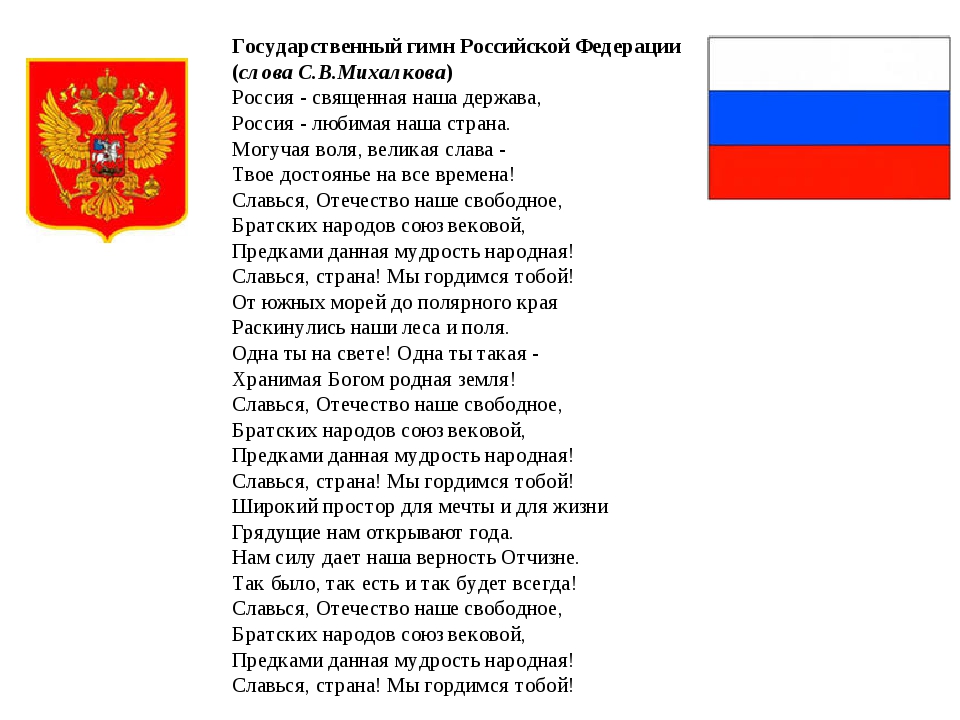 Государственный гимн Российской Федерации
(слова С.В.Михалкова)
Россия - священная наша держава,
Россия - любимая наша страна.
Могучая воля, великая слава -
Твое достоянье на все времена!
Славься, Отечество наше свободное,
Братских народов союз вековой,
Предками данная мудрость народная!
Славься, страна! Мы гордимся тобой!
От южных морей до полярного края
Раскинулись наши леса и поля.
Одна ты на свете! Одна ты такая -
Хранимая Богом родная земля!
Славься, Отечество наше свободное,
Братских народов союз вековой,
Предками данная мудрость народная!
Славься, страна! Мы гордимся тобой!
Широкий простор для мечты и для жизни
Грядущие нам открывают года.
Нам силу дает наша верность Отчизне.
Так было, так есть и так будет всегда!
Славься, Отечество наше свободное,
Братских народов союз вековой,
Предками данная мудрость народная!
Славься, страна! Мы гордимся тобой!